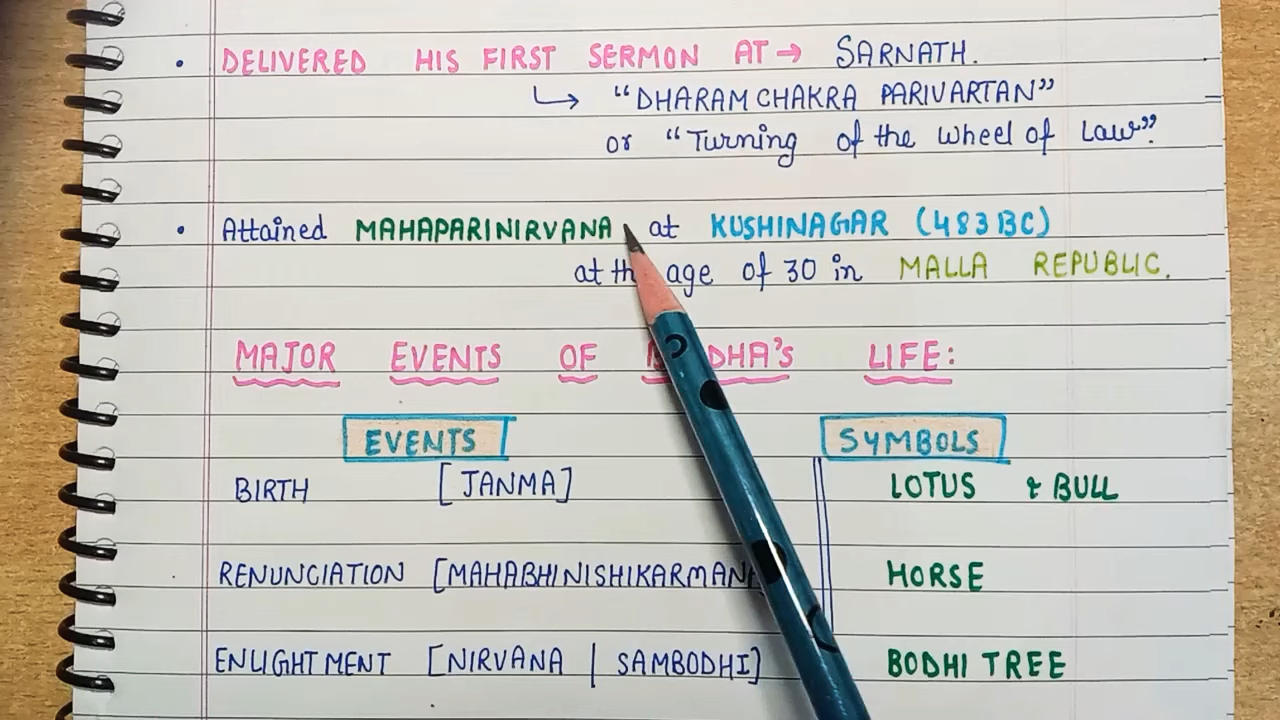 • DELIVERED HIS FIRST SERMON AT → SARNATH.
↳ "DHARAM CHAKRA PARIVARTAN"
or "Turning of the wheel of Law".
• Attained MAHAPARINIRVANA at KUSHINAGAR (483 BC)
at the age of 30 in MALLA REPUBLIC.
MAJOR EVENTS OF BUDDHA'S LIFE:
EVENTS SYMBOLS
BIRTH [JANMA] LOTUS & BULL
RENUNCIATION HORSE
ENLIGHTMENT [NIRVANA | SAMBODHI] BODHI TREE